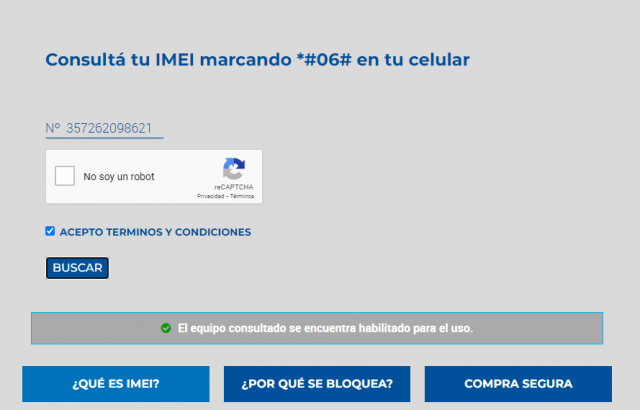 Consultá tu IMEI marcando *#06# en tu celular
Nº 357262098621
No soy un robot
reCAPTCHA
Privacidad - Términos
ACEPTO TERMINOS Y CONDICIONES
BUSCAR
El equipo consultado se encuentra habilitado para el uso.
¿QUÉ ES IMEI? ¿POR QUÉ SE BLOQUEA? COMPRA SEGURA